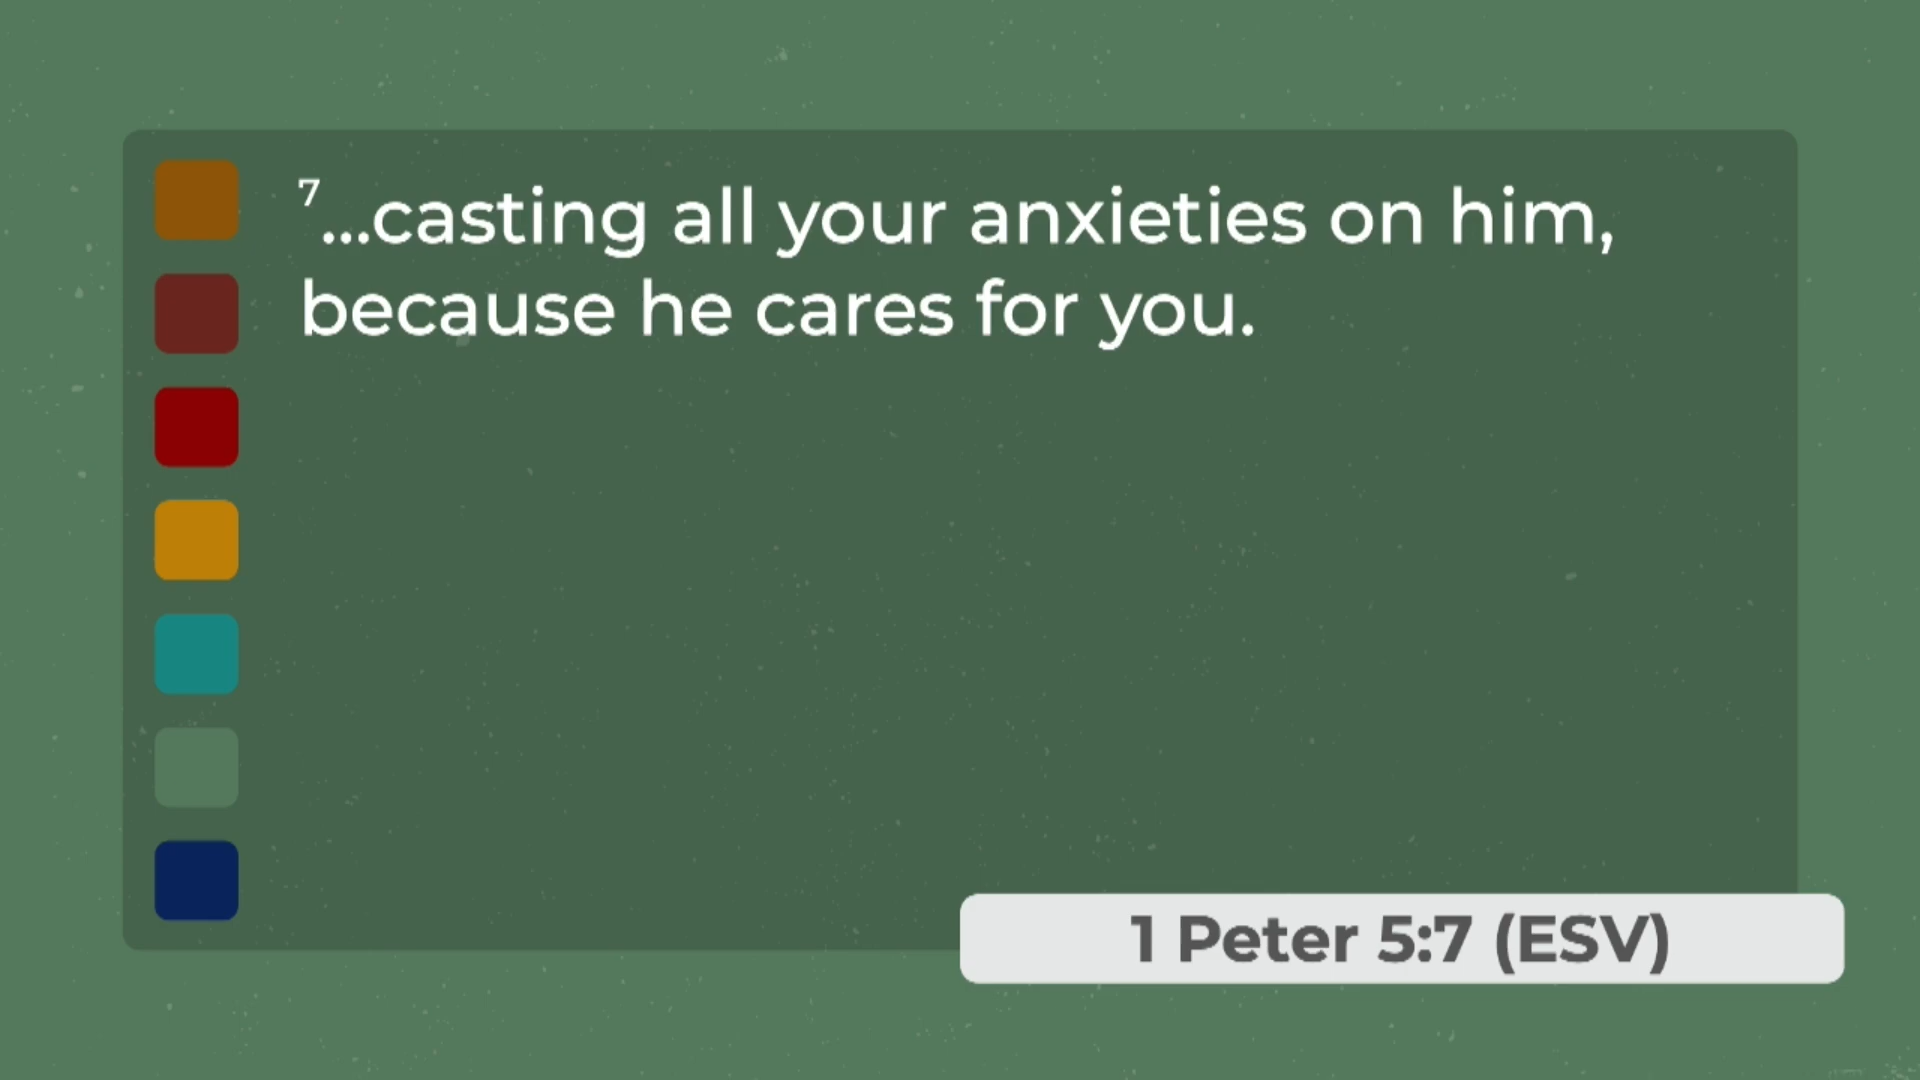 7...casting all your anxieties on him,
because he cares for you.
1 Peter 5:7 (ESV)